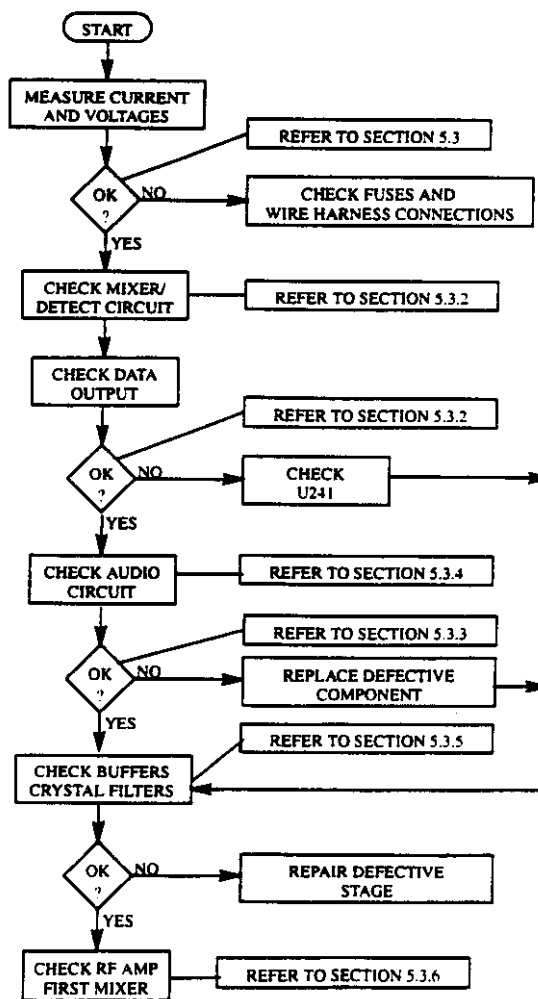 START
MEASURE CURRENT
AND VOLTAGES
REFER TO SECTION 5.3
OK
?
NO
CHECK FUSES AND
WIRE HARNESS CONNECTIONS
YES
CHECK MIXER/
DETECT CIRCUIT
REFER TO SECTION 5.3.2
CHECK DATA
OUTPUT
REFER TO SECTION 5.3.2
OK
?
NO
CHECK
U241
YES
CHECK AUDIO
CIRCUIT
REFER TO SECTION 5.3.4
REFER TO SECTION 5.3.3
OK
?
NO
REPLACE DEFECTIVE
COMPONENT
YES
REFER TO SECTION 5.3.5
CHECK BUFFERS
CRYSTAL FILTERS
OK
?
NO
REPAIR DEFECTIVE
STAGE
YES
CHECK RF AMP
FIRST MIXER
REFER TO SECTION 5.3.6